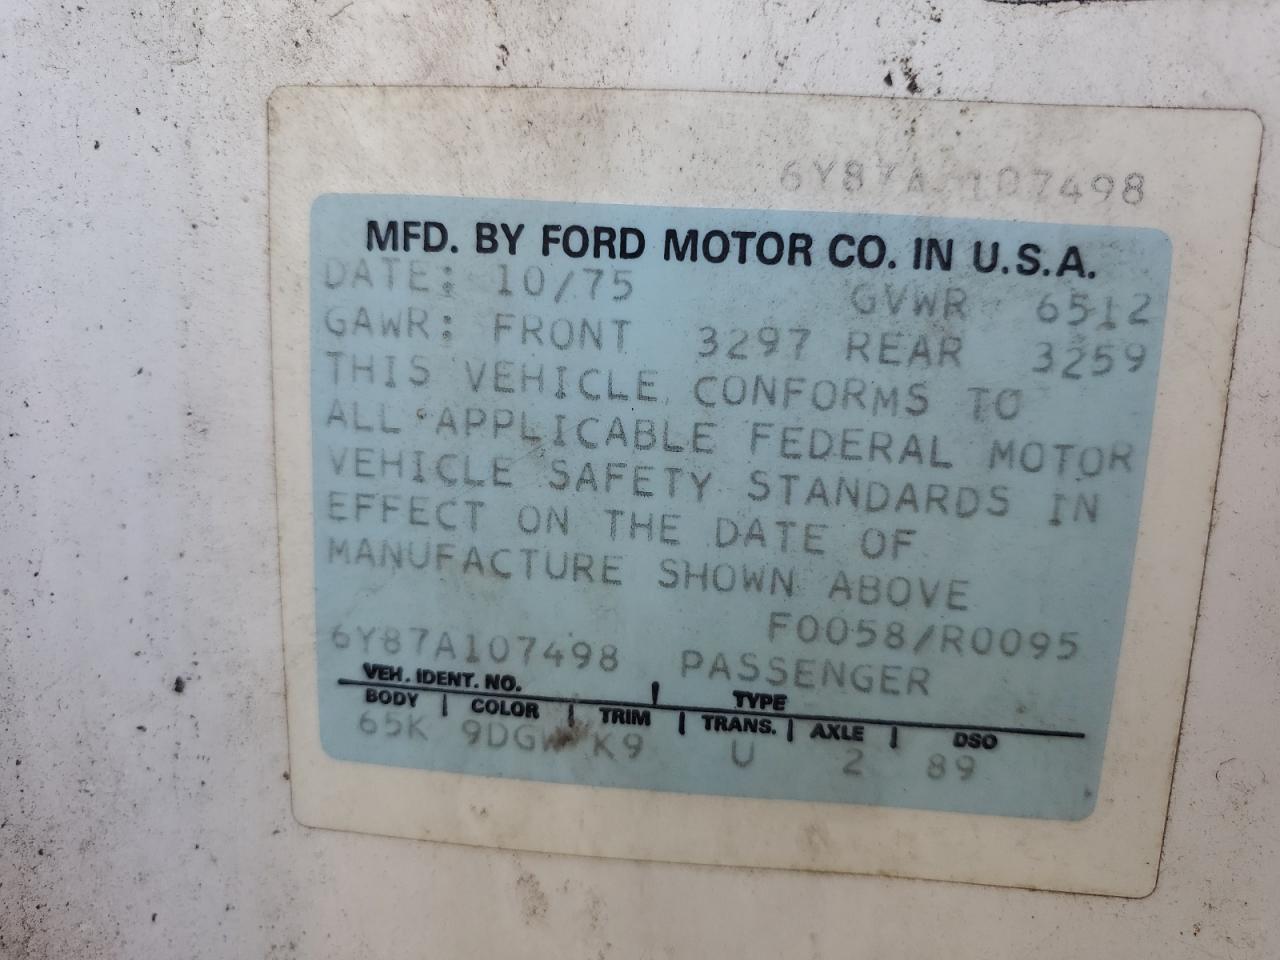 6Y87A107498
MFD. BY FORD MOTOR CO. IN U.S.A.
DATE: 10/75 GVWR 6512
GAWR: FRONT 3297 REAR 3259
THIS VEHICLE CONFORMS TO
ALL APPLICABLE FEDERAL MOTOR
VEHICLE SAFETY STANDARDS IN
EFFECT ON THE DATE OF
MANUFACTURE SHOWN ABOVE
F0058/R0095
6Y87A107498 PASSENGER
VEH. IDENT. NO. TYPE
BODY | COLOR | TRIM | TRANS. | AXLE | DSO
65K 9DGW K9 U 2 89